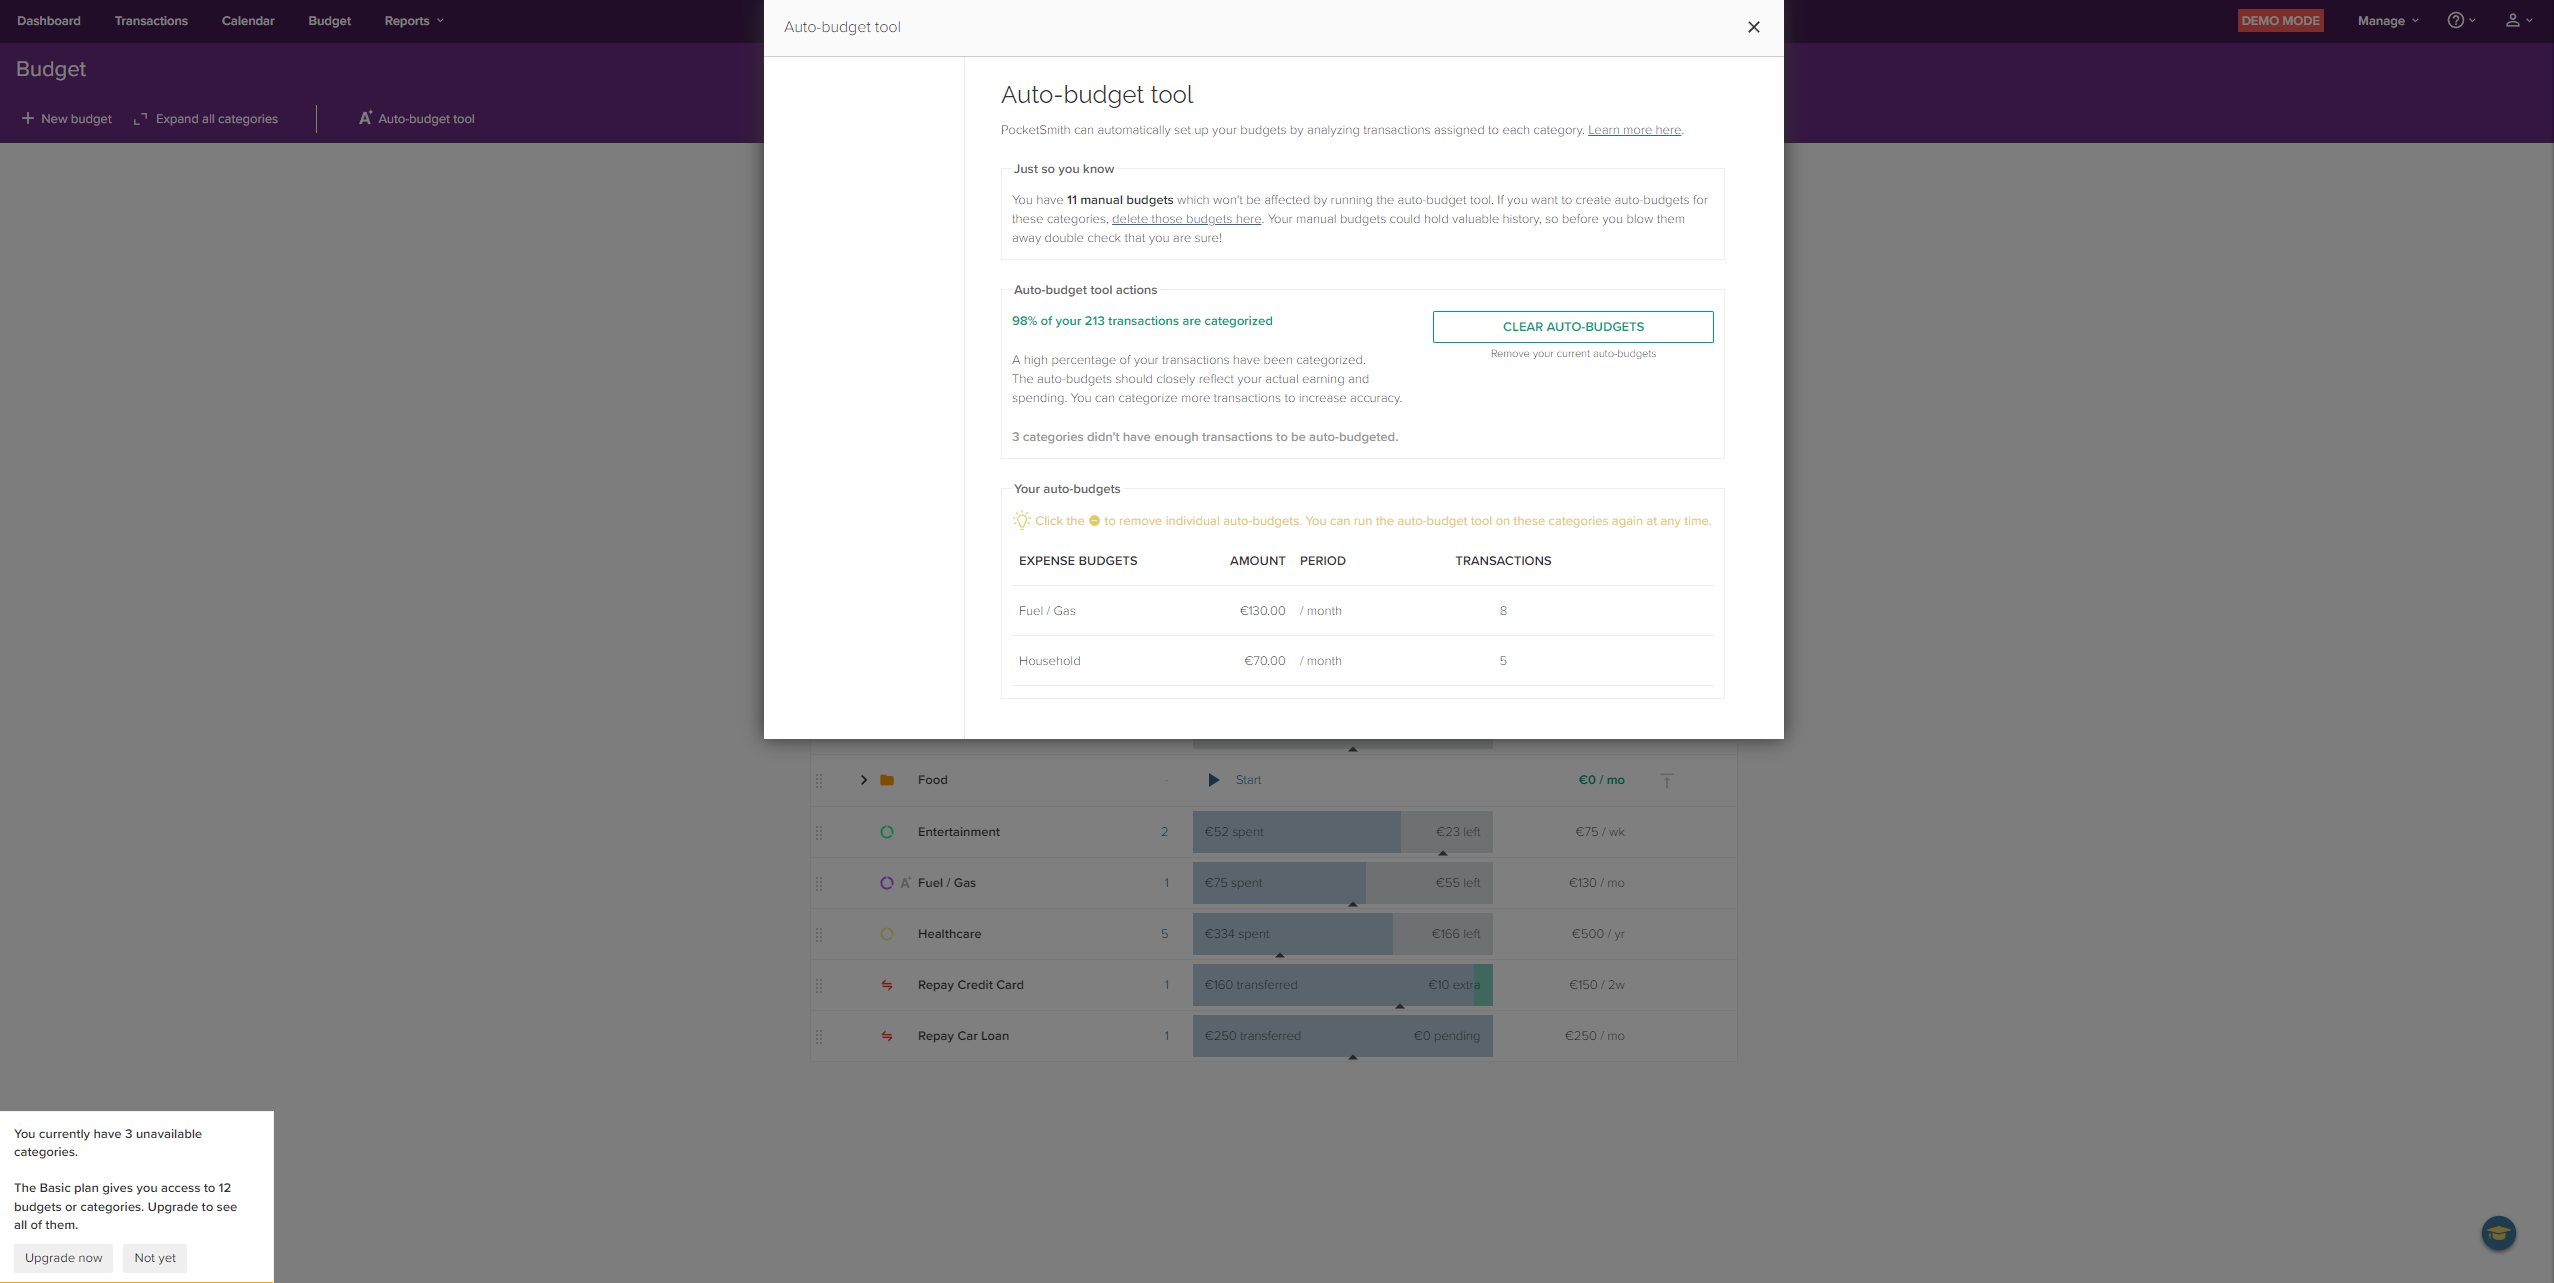 Dashboard Transactions Calendar Budget Reports
DEMO MODE Manage
Budget
New budget Expand all categories Auto-budget tool
Auto-budget tool
Auto-budget tool
PocketSmith can automatically set up your budgets by analyzing transactions assigned to each category. Learn more here.
Just so you know
You have 11 manual budgets which won't be affected by running the auto-budget tool. If you want to create auto-budgets for
these categories, delete those budgets here. Your manual budgets could hold valuable history, so before you blow them
away double check that you are sure!
Auto-budget tool actions
98% of your 213 transactions are categorized
CLEAR AUTO-BUDGETS
Remove your current auto-budgets
A high percentage of your transactions have been categorized.
The auto-budgets should closely reflect your actual earning and
spending. You can categorize more transactions to increase accuracy.
3 categories didn't have enough transactions to be auto-budgeted.
Your auto-budgets
Click the to remove individual auto-budgets. You can run the auto-budget tool on these categories again at any time.
EXPENSE BUDGETS AMOUNT PERIOD TRANSACTIONS
Fuel / Gas €130.00 / month 8
Household €70.00 / month 5
Food - Start €0 / mo
Entertainment 2 €52 spent €23 left €75 / wk
Fuel / Gas 1 €75 spent €55 left €130 / mo
Healthcare 5 €334 spent €166 left €500 / yr
Repay Credit Card 1 €160 transferred €10 extra €150 / 2w
Repay Car Loan 1 €250 transferred €0 pending €250 / mo
You currently have 3 unavailable
categories.
The Basic plan gives you access to 12
budgets or categories. Upgrade to see
all of them.
Upgrade now Not yet